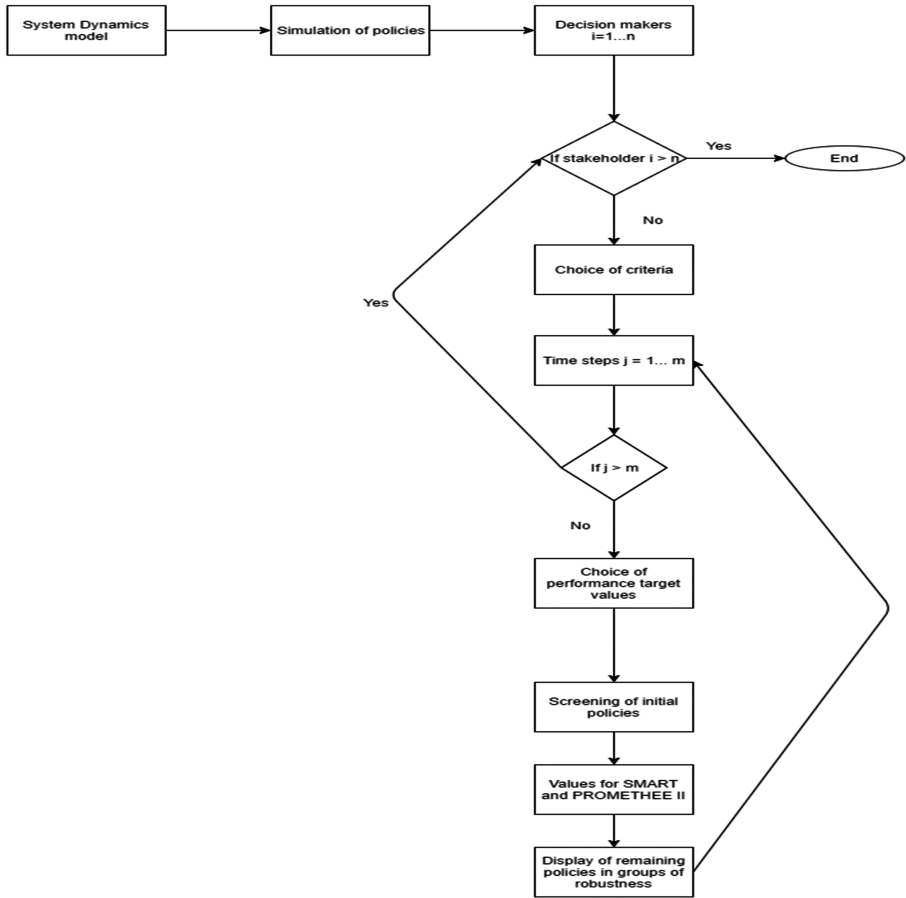 System Dynamics
model
Simulation of policies
Decision makers
i=1...n
If stakeholder i > n
Yes
End
No
Choice of criteria
Yes
Time steps j = 1... m
If j > m
No
Choice of
performance target
values
Screening of initial
policies
Values for SMART
and PROMETHEE II
Display of remaining
policies in groups of
robustness